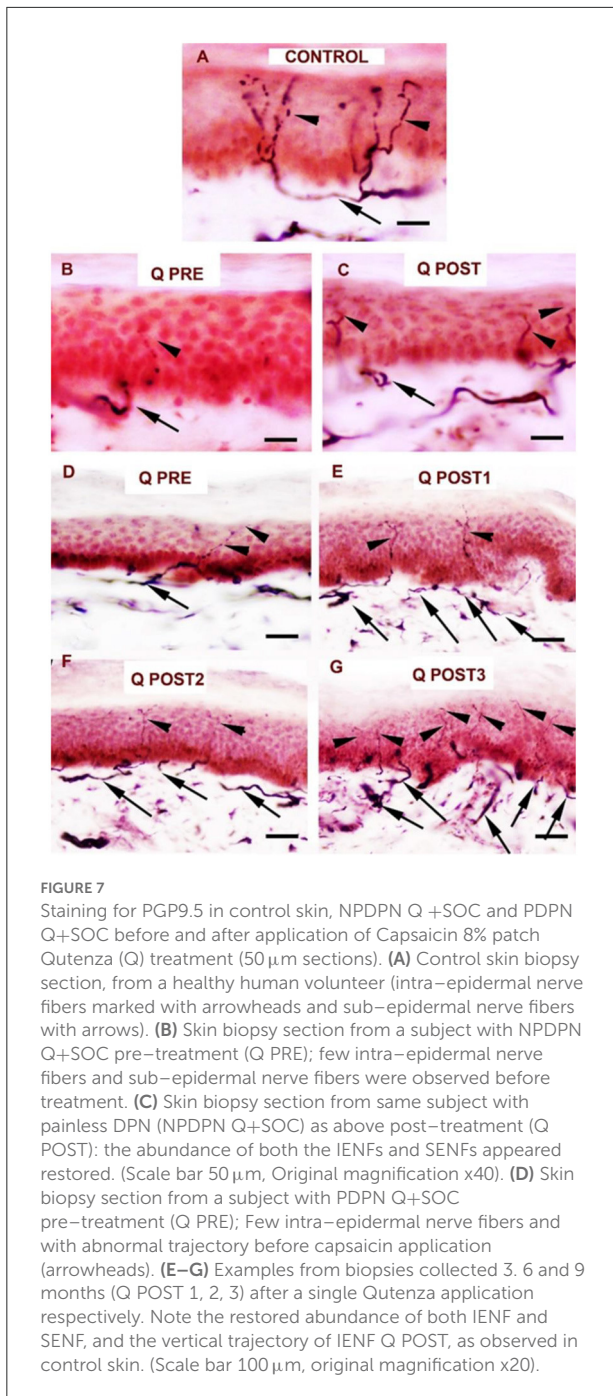 A
CONTROL
B
Q PRE
C
Q POST
D
Q PRE
E
Q POST1
F
Q POST2
G
Q POST3
FIGURE 7
Staining for PGP9.5 in control skin, NPDPN Q +SOC and PDPN
Q+SOC before and after application of Capsaicin 8% patch
Qutenza (Q) treatment (50 μm sections). (A) Control skin biopsy
section, from a healthy human volunteer (intra–epidermal nerve
fibers marked with arrowheads and sub–epidermal nerve fibers
with arrows). (B) Skin biopsy section from a subject with NPDPN
Q+SOC pre–treatment (Q PRE); few intra–epidermal nerve
fibers and sub–epidermal nerve fibers were observed before
treatment. (C) Skin biopsy section from same subject with
painless DPN (NPDPN Q+SOC) as above post–treatment (Q
POST): the abundance of both the IENFs and SENFs appeared
restored. (Scale bar 50 μm, Original magnification x40). (D) Skin
biopsy section from a subject with PDPN Q+SOC
pre–treatment (Q PRE); Few intra–epidermal nerve fibers and
with abnormal trajectory before capsaicin application
(arrowheads). (E–G) Examples from biopsies collected 3. 6 and 9
months (Q POST 1, 2, 3) after a single Qutenza application
respectively. Note the restored abundance of both IENF and
SENF, and the vertical trajectory of IENF Q POST, as observed in
control skin. (Scale bar 100 μm, original magnification x20).